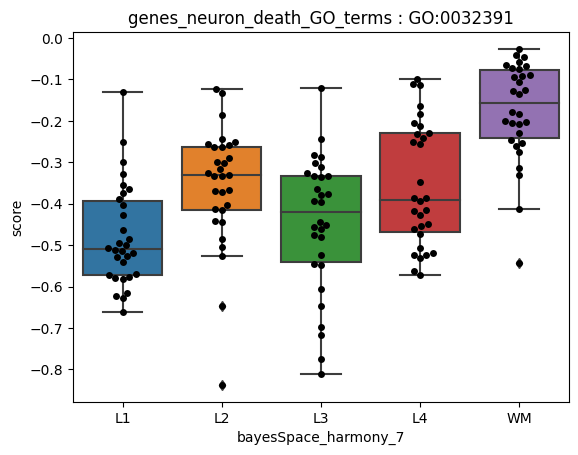 genes_neuron_death_GO_terms : GO:0032391
0.0
−0.1
−0.2
−0.3
−0.4
−0.5
−0.6
−0.7
−0.8
score
L1 L2 L3 L4 WM
bayesSpace_harmony_7